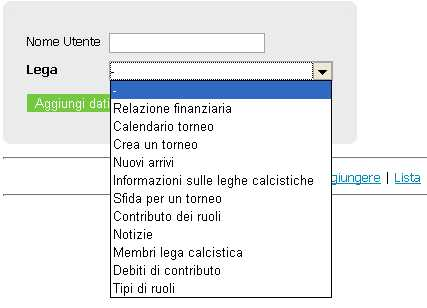 Nome Utente
Lega -
-
Aggiungi dati
Relazione finanziaria
Calendario torneo
Crea un torneo
Nuovi arrivi
Informazioni sulle leghe calcistiche
giungere | Lista
Sfida per un torneo
Contributo dei ruoli
Notizie
Membri lega calcistica
Debiti di contributo
Tipi di ruoli